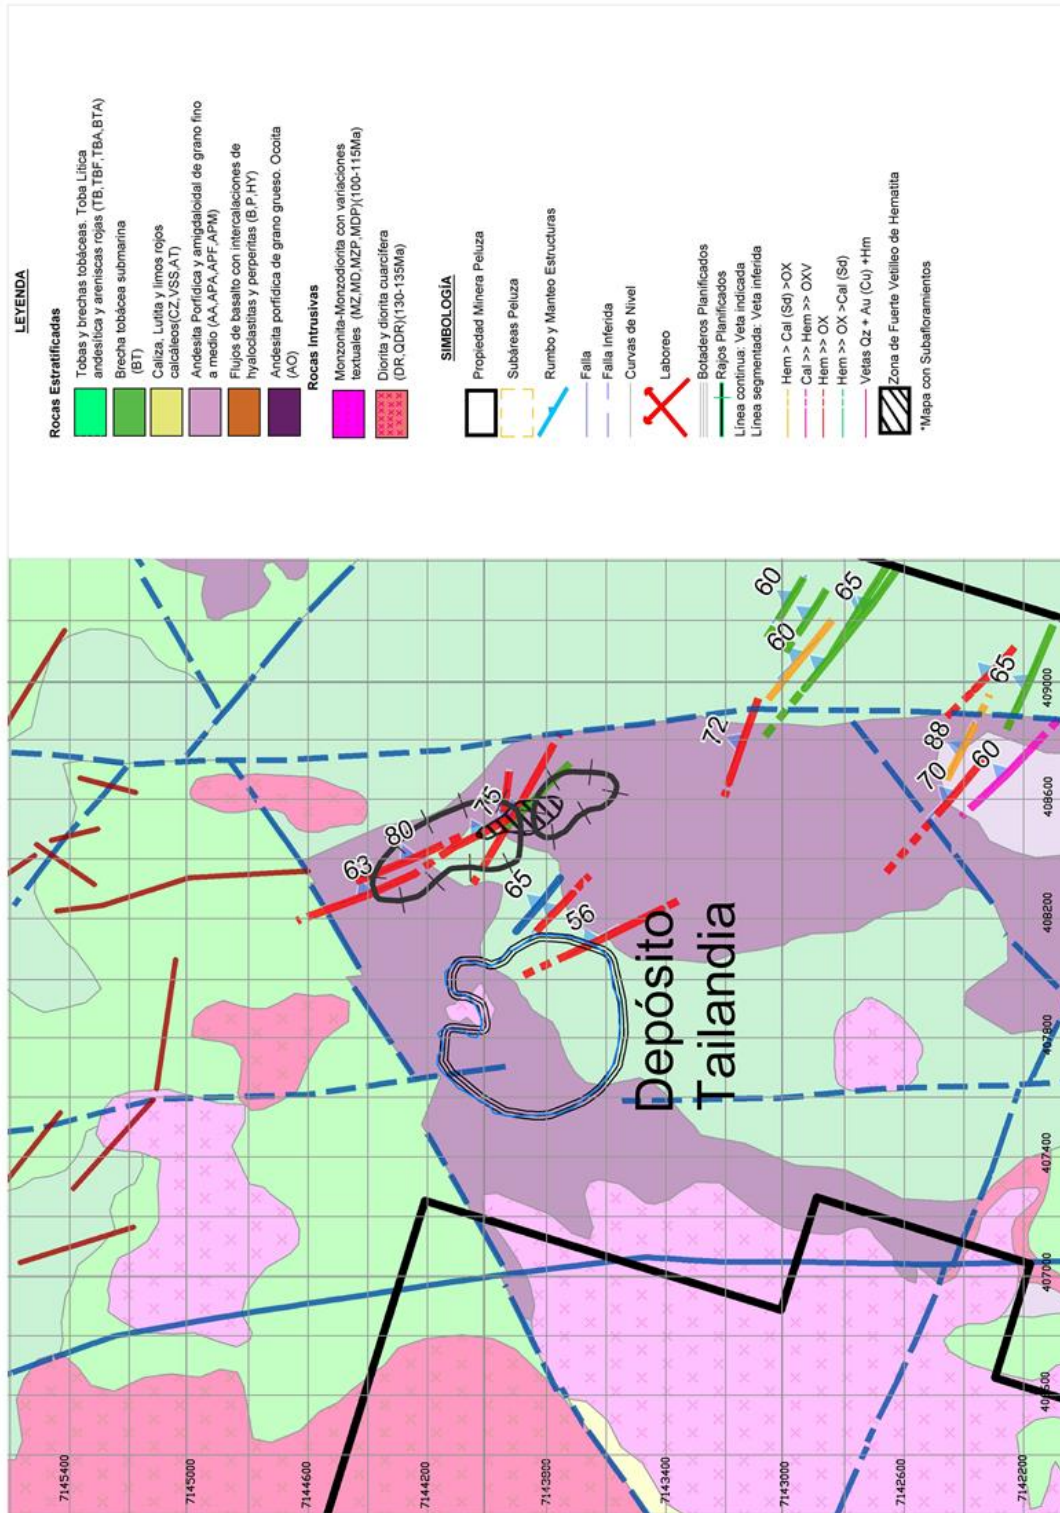 LEYENDA
Rocas Estratificadas
Tobas y brechas tobáceas. Toba Lítica
andesítica y areniscas rojas (TB,TBF,TBA,BTA)
Brecha tobácea submarina
(BT)
Caliza, Lutita y limos rojos
calcáleos(CZ,VSS,AT)
Andesita Porfídica y amigdaloidal de grano fino
a medio (AA,APA,APF,APM)
Flujos de basalto con intercalaciones de
hyaloclastitas y perperitas (B,P,HY)
Andesita porfidica de grano grueso. Ocoita
(AO)
Rocas Intrusivas
Monzonita-Monzodiorita con variaciones
textuales (MZ,MD,MZP,MDP)(100-115Ma)
Diorita y diorita cuarcífera
(DR,QDR)(130-135Ma)
SIMBOLOGÍA
Propiedad Minera Peluza
Subáreas Peluza
Rumbo y Manteo Estructuras
Falla
Falla Inferida
Curvas de Nivel
Laboreo
Botaderos Planificados
Rajos Planificados
Línea contínua: Veta indicada
Línea segmentada: Veta inferida
Hem > Cal (Sd) >OX
Cal >> Hem >> OXV
Hem >> OX
Hem >> OX >Cal (Sd)
Vetas Qz + Au (Cu) +Hm
Zona de Fuerte Vetilleo de Hematita
*Mapa con Subafloramientos
63
80
75
65
56
72
60
60
65
65
88
70
60
Depósito
Tailandia
7145400
7145000
7144600
7144200
7143800
7143400
7143000
7142600
7142200
409000
408600
408200
407800
407400
407000